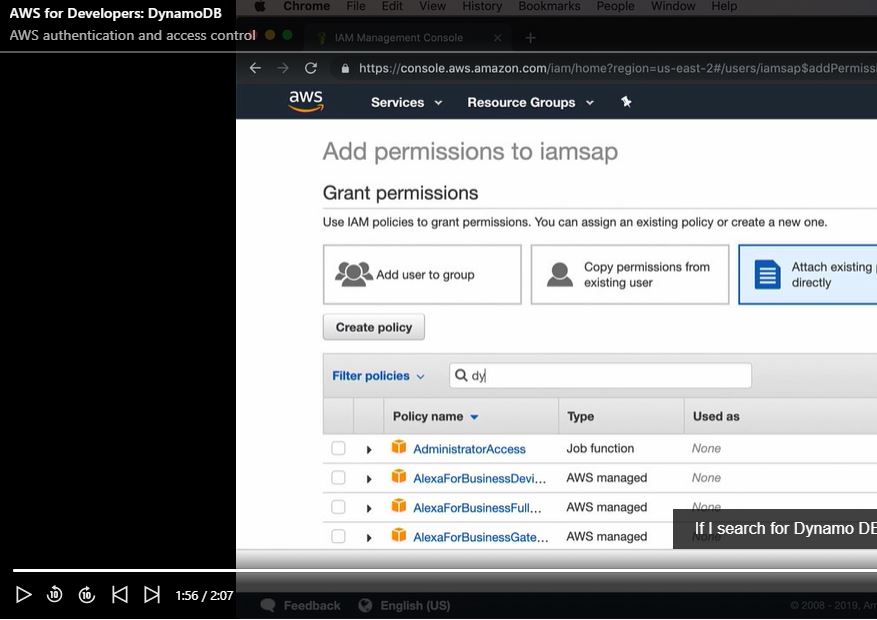 AWS for Developers: DynamoDB
AWS authentication and access control
Chrome File Edit View History Bookmarks People Window Help
IAM Management Console
https://console.aws.amazon.com/iam/home?region=us-east-2#/users/iamsap$addPermiss
aws Services Resource Groups
Add permissions to iamsap
Grant permissions
Use IAM policies to grant permissions. You can assign an existing policy or create a new one.
Add user to group
Copy permissions from existing user
Attach existing
directly
Create policy
Filter policies dy
Policy name Type Used as
AdministratorAccess Job function None
AlexaForBusinessDevi... AWS managed None
AlexaForBusinessFull... AWS managed None
AlexaForBusinessGate... AWS managed
If I search for Dynamo DB
10 10 1:56 / 2:07
Feedback English (US) © 2008 - 2019, Am